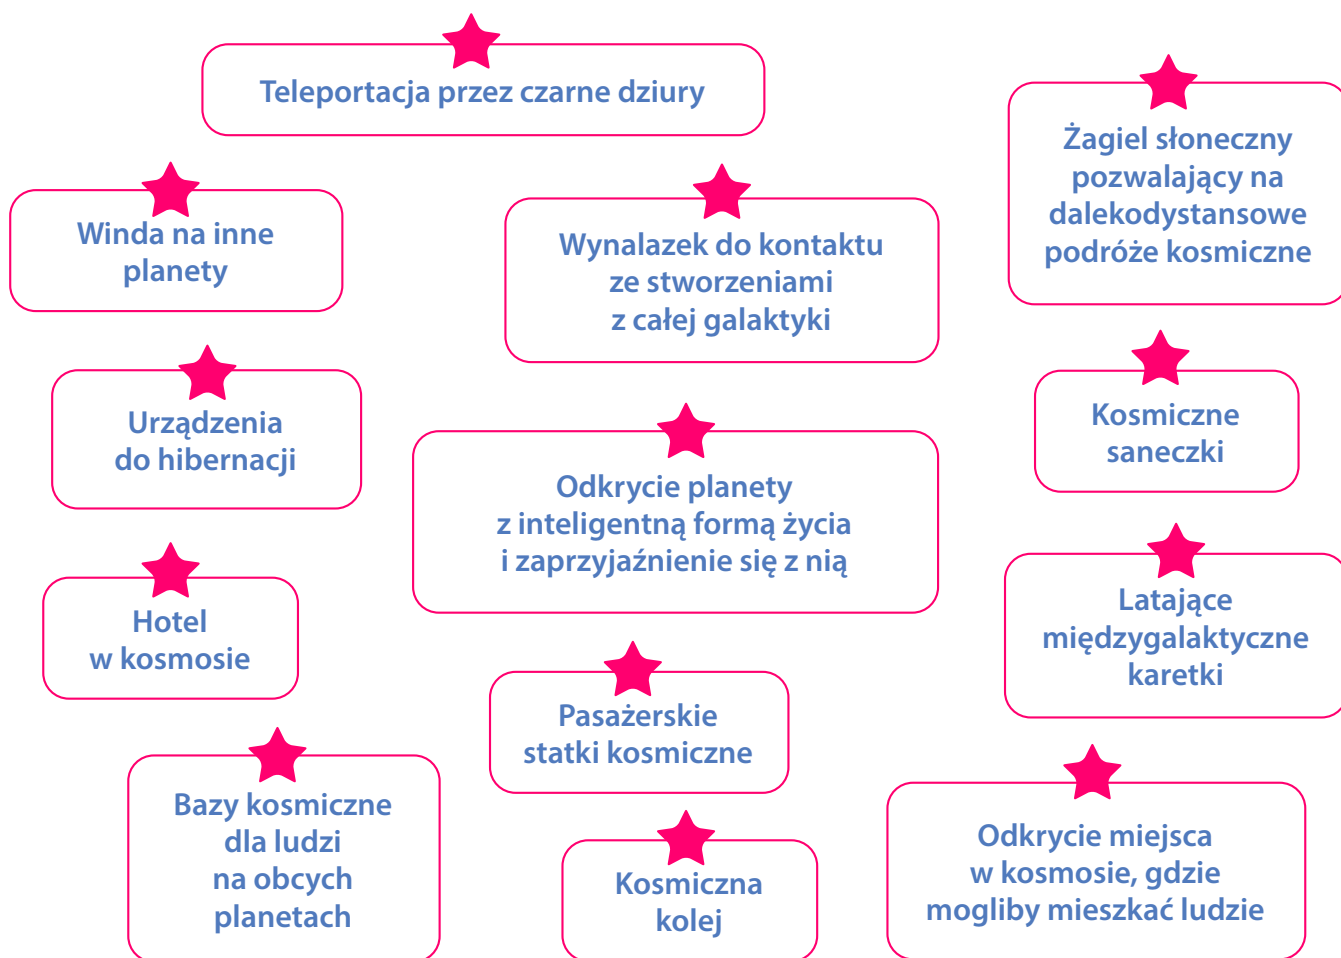 Teleportacja przez czarne dziury
Żagiel słoneczny
pozwalający na
dalekodystansowe
podróże kosmiczne
Winda na inne
planety
Wynalazek do kontaktu
ze stworzeniami
z całej galaktyki
Urządzenia
do hibernacji
Kosmiczne
saneczki
Odkrycie planety
z inteligentną formą życia
i zaprzyjaźnienie się z nią
Hotel
w kosmosie
Latające
międzygalaktyczne
karetki
Pasażerskie
statki kosmiczne
Bazy kosmiczne
dla ludzi
na obcych
planetach
Kosmiczna
kolej
Odkrycie miejsca
w kosmosie, gdzie
mogliby mieszkać ludzie